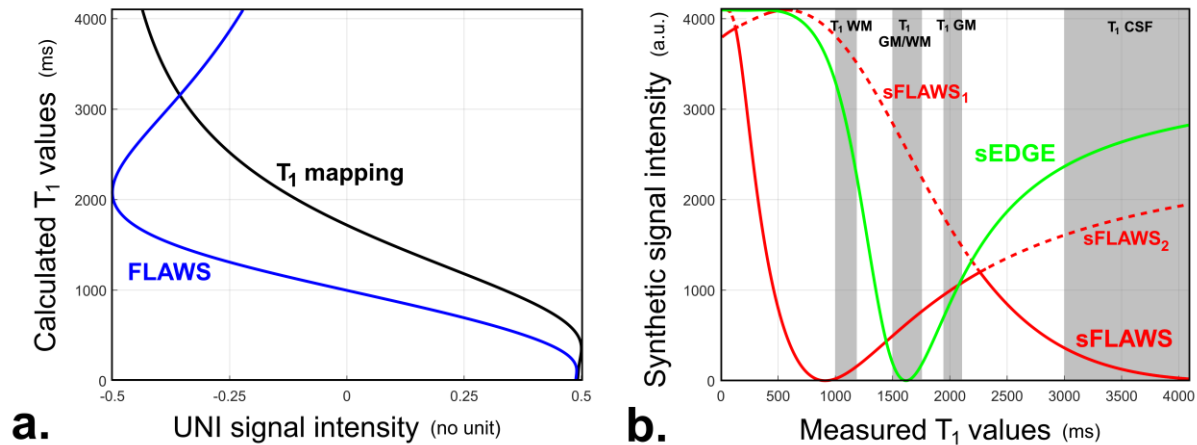 4000
3000
2000
1000
0
-0.5
-0.25
0
0.25
0.5
Calculated T₁ values (ms)
UNI signal intensity (no unit)
T₁ mapping
FLAWS
a.
4000
3000
2000
1000
0
0
500
1000
1500
2000
2500
3000
3500
4000
Synthetic signal intensity (a.u.)
Measured T₁ values (ms)
T₁ WM
T₁
GM/WM
T₁ GM
T₁ CSF
sFLAWS₁
sEDGE
sFLAWS₂
sFLAWS
b.